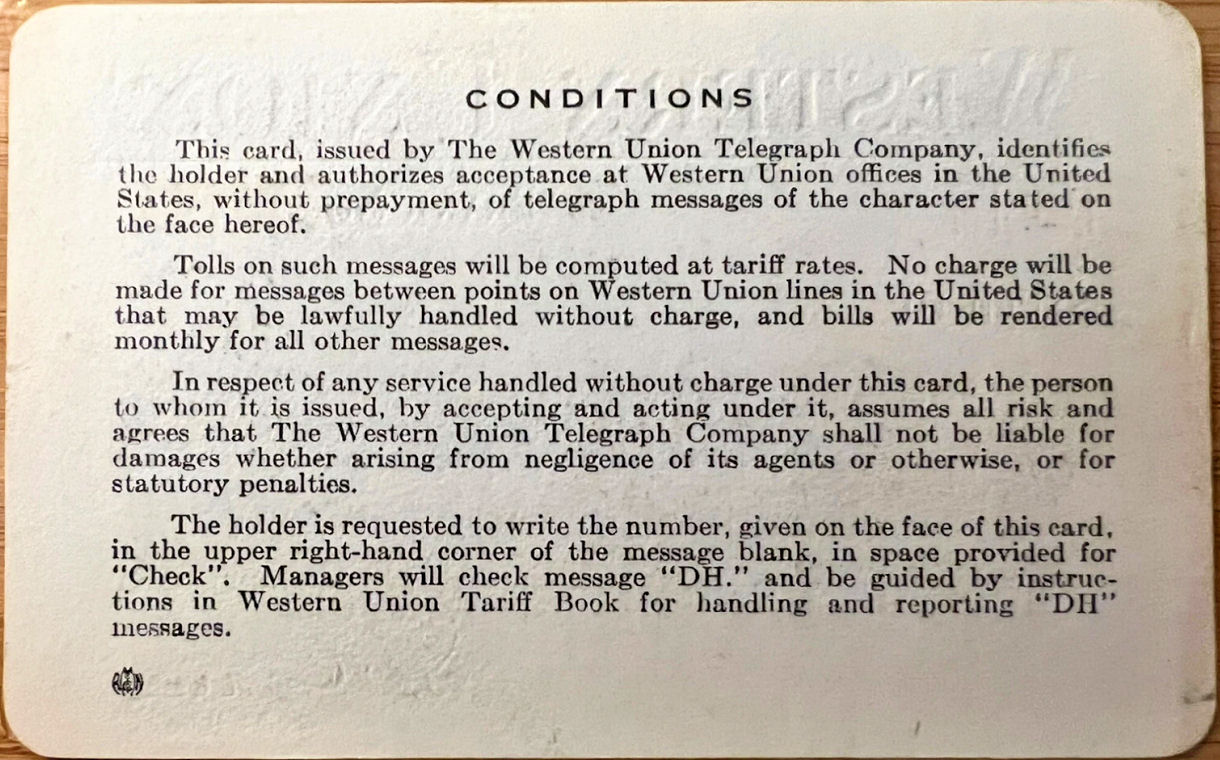 CONDITIONS
This card, issued by The Western Union Telegraph Company, identifies
the holder and authorizes acceptance at Western Union offices in the United
States, without prepayment, of telegraph messages of the character stated on
the face hereof.
Tolls on such messages will be computed at tariff rates. No charge will be
made for messages between points on Western Union lines in the United States
that may be lawfully handled without charge, and bills will be rendered
monthly for all other messages.
In respect of any service handled without charge under this card, the person
to whom it is issued, by accepting and acting under it, assumes all risk and
agrees that The Western Union Telegraph Company shall not be liable for
damages whether arising from negligence of its agents or otherwise, or for
statutory penalties.
The holder is requested to write the number, given on the face of this card,
in the upper right-hand corner of the message blank, in space provided for
“Check”. Managers will check message “DH.” and be guided by instruc-
tions in Western Union Tariff Book for handling and reporting “DH”
messages.